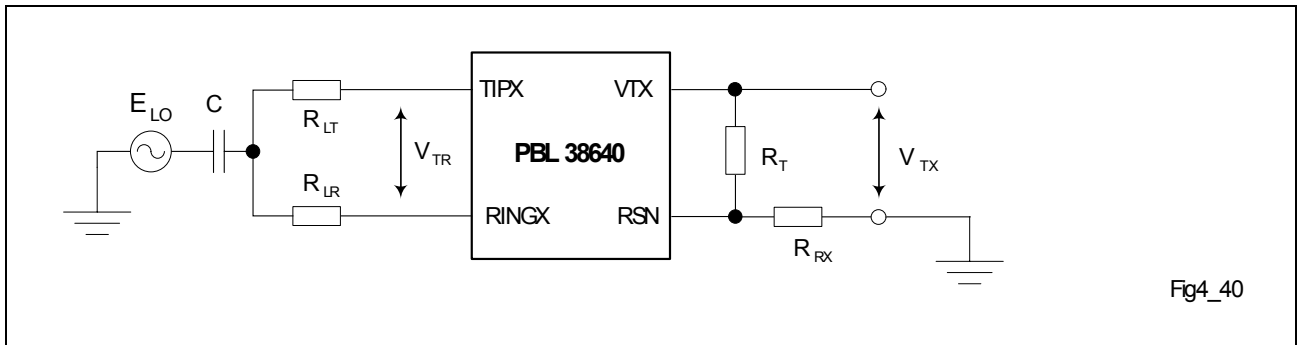 E LO
C
R LT
R LR
V TR
TIPX
VTX
PBL 38640
RINGX
RSN
R T
V TX
R RX
Fig4_40